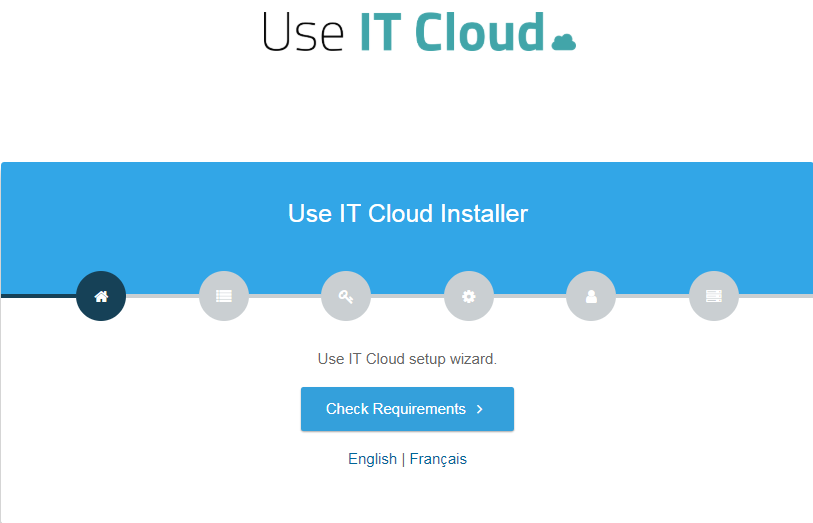 Use IT Cloud
Use IT Cloud Installer
Use IT Cloud setup wizard.
Check Requirements
English | Français